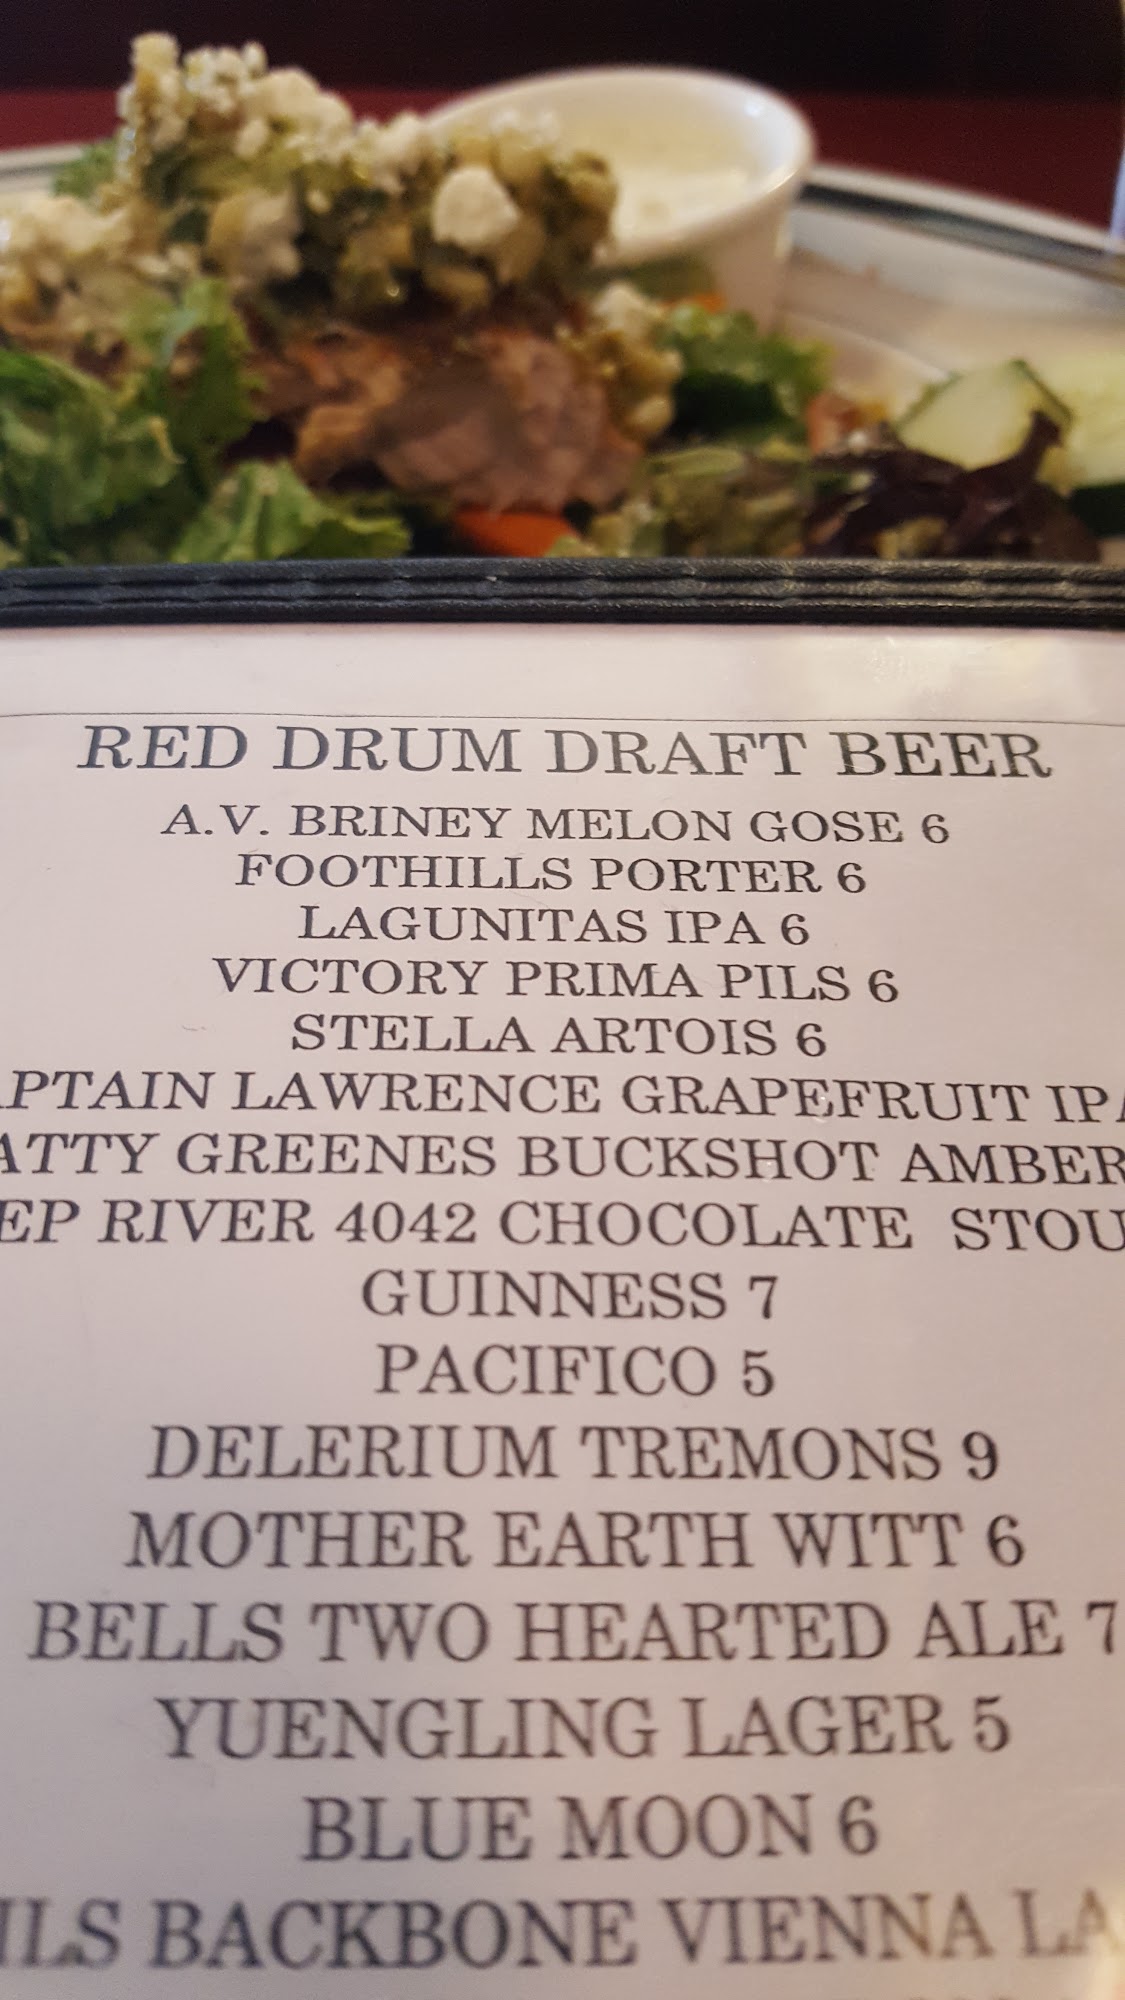 RED DRUM DRAFT BEER
A.V. BRINEY MELON GOSE 6
FOOTHILLS PORTER 6
LAGUNITAS IPA 6
VICTORY PRIMA PILS 6
STELLA ARTOIS 6
APTAIN LAWRENCE GRAPEFRUIT IPA
ATTY GREENES BUCKSHOT AMBER
EP RIVER 4042 CHOCOLATE STOU
GUINNESS 7
PACIFICO 5
DELERIUM TREMONS 9
MOTHER EARTH WITT 6
BELLS TWO HEARTED ALE 7
YUENGLING LAGER 5
BLUE MOON 6
ILS BACKBONE VIENNA LA